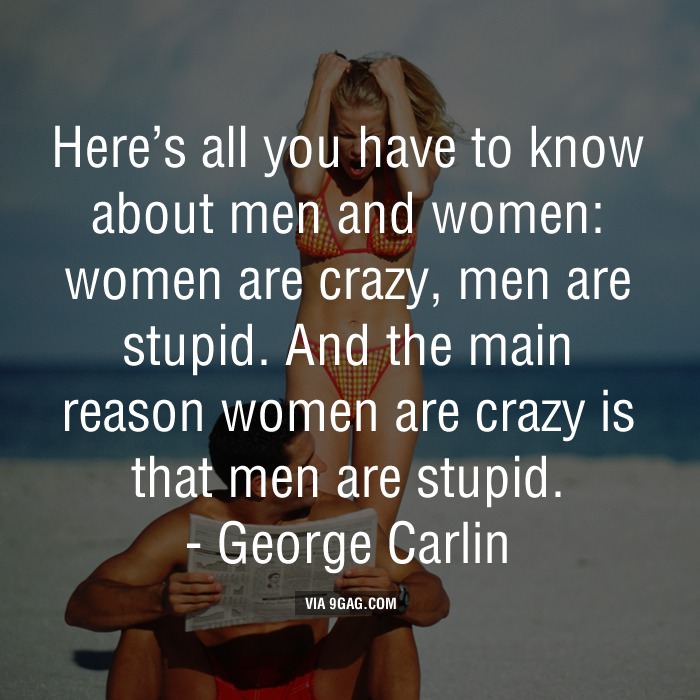 Here’s all you have to know
about men and women:
women are crazy, men are
stupid. And the main
reason women are crazy is
that men are stupid.
- George Carlin
VIA 9GAG.COM